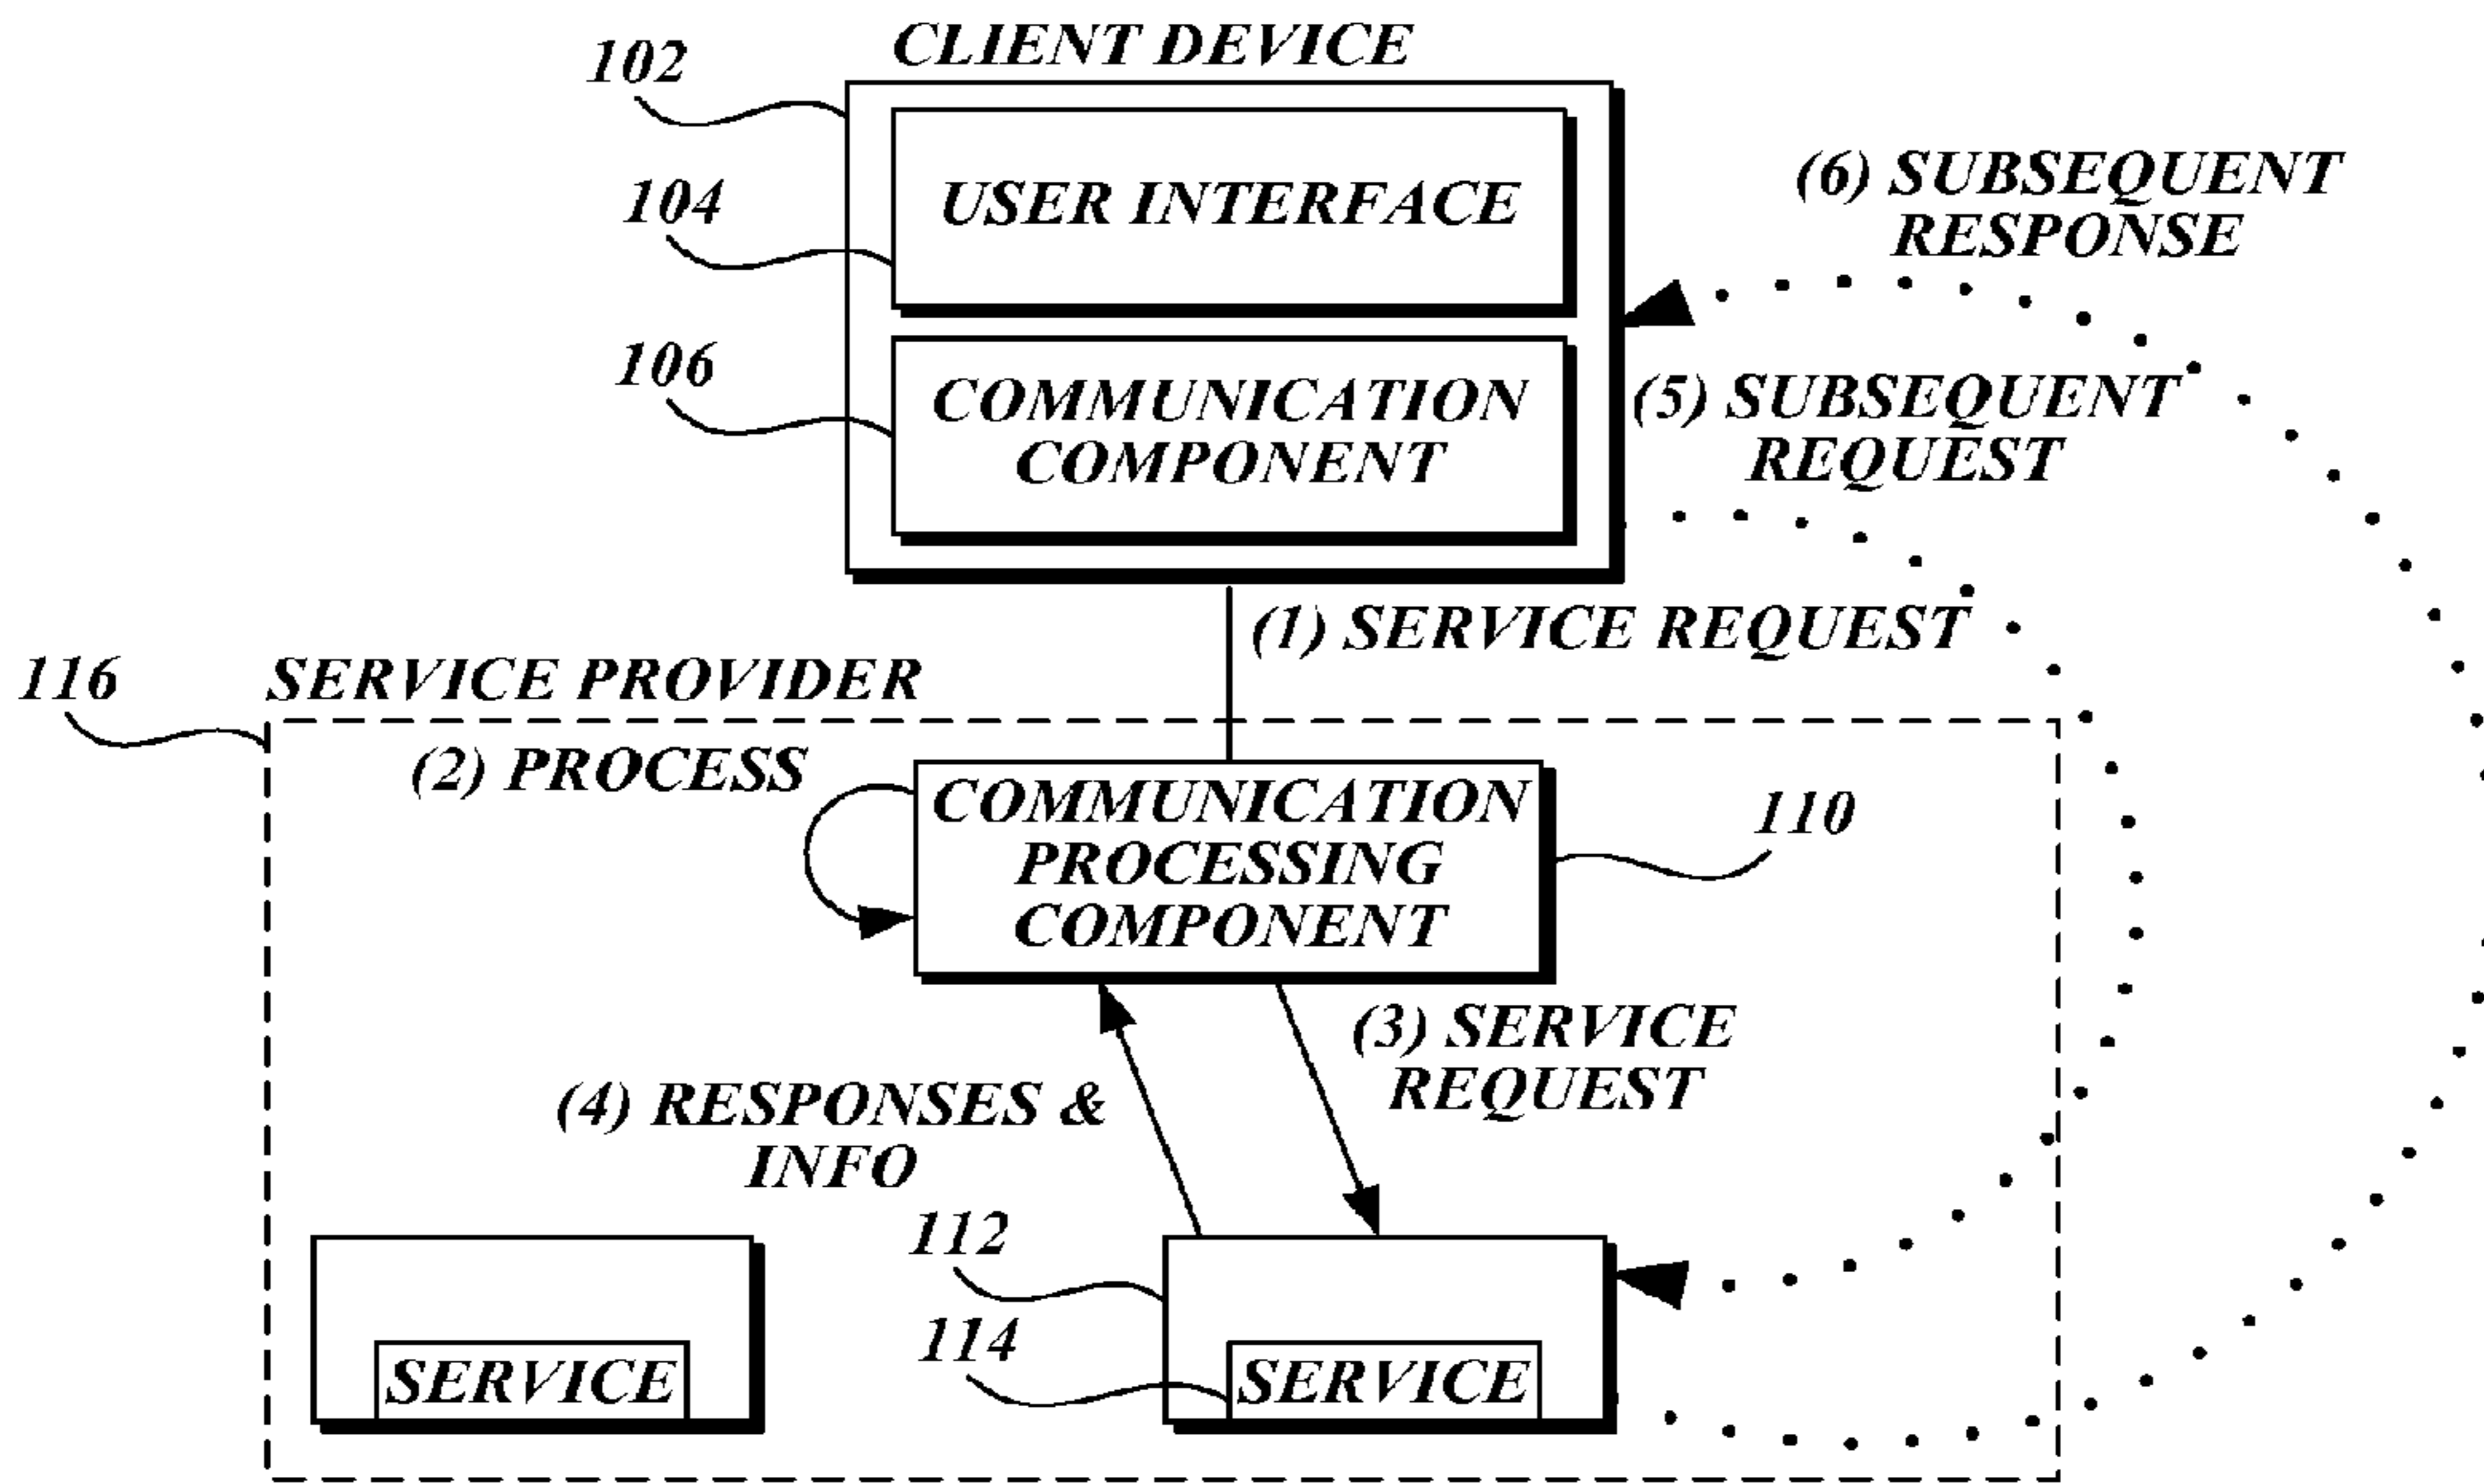 CLIENT DEVICE
102
USER INTERFACE
104
(6) SUBSEQUENT
RESPONSE
106
COMMUNICATION
COMPONENT
(5) SUBSEQUENT
REQUEST
(1) SERVICE REQUEST
116
SERVICE PROVIDER
(2) PROCESS
COMMUNICATION
PROCESSING
COMPONENT
110
(3) SERVICE
REQUEST
(4) RESPONSES &
INFO
112
114
SERVICE
SERVICE